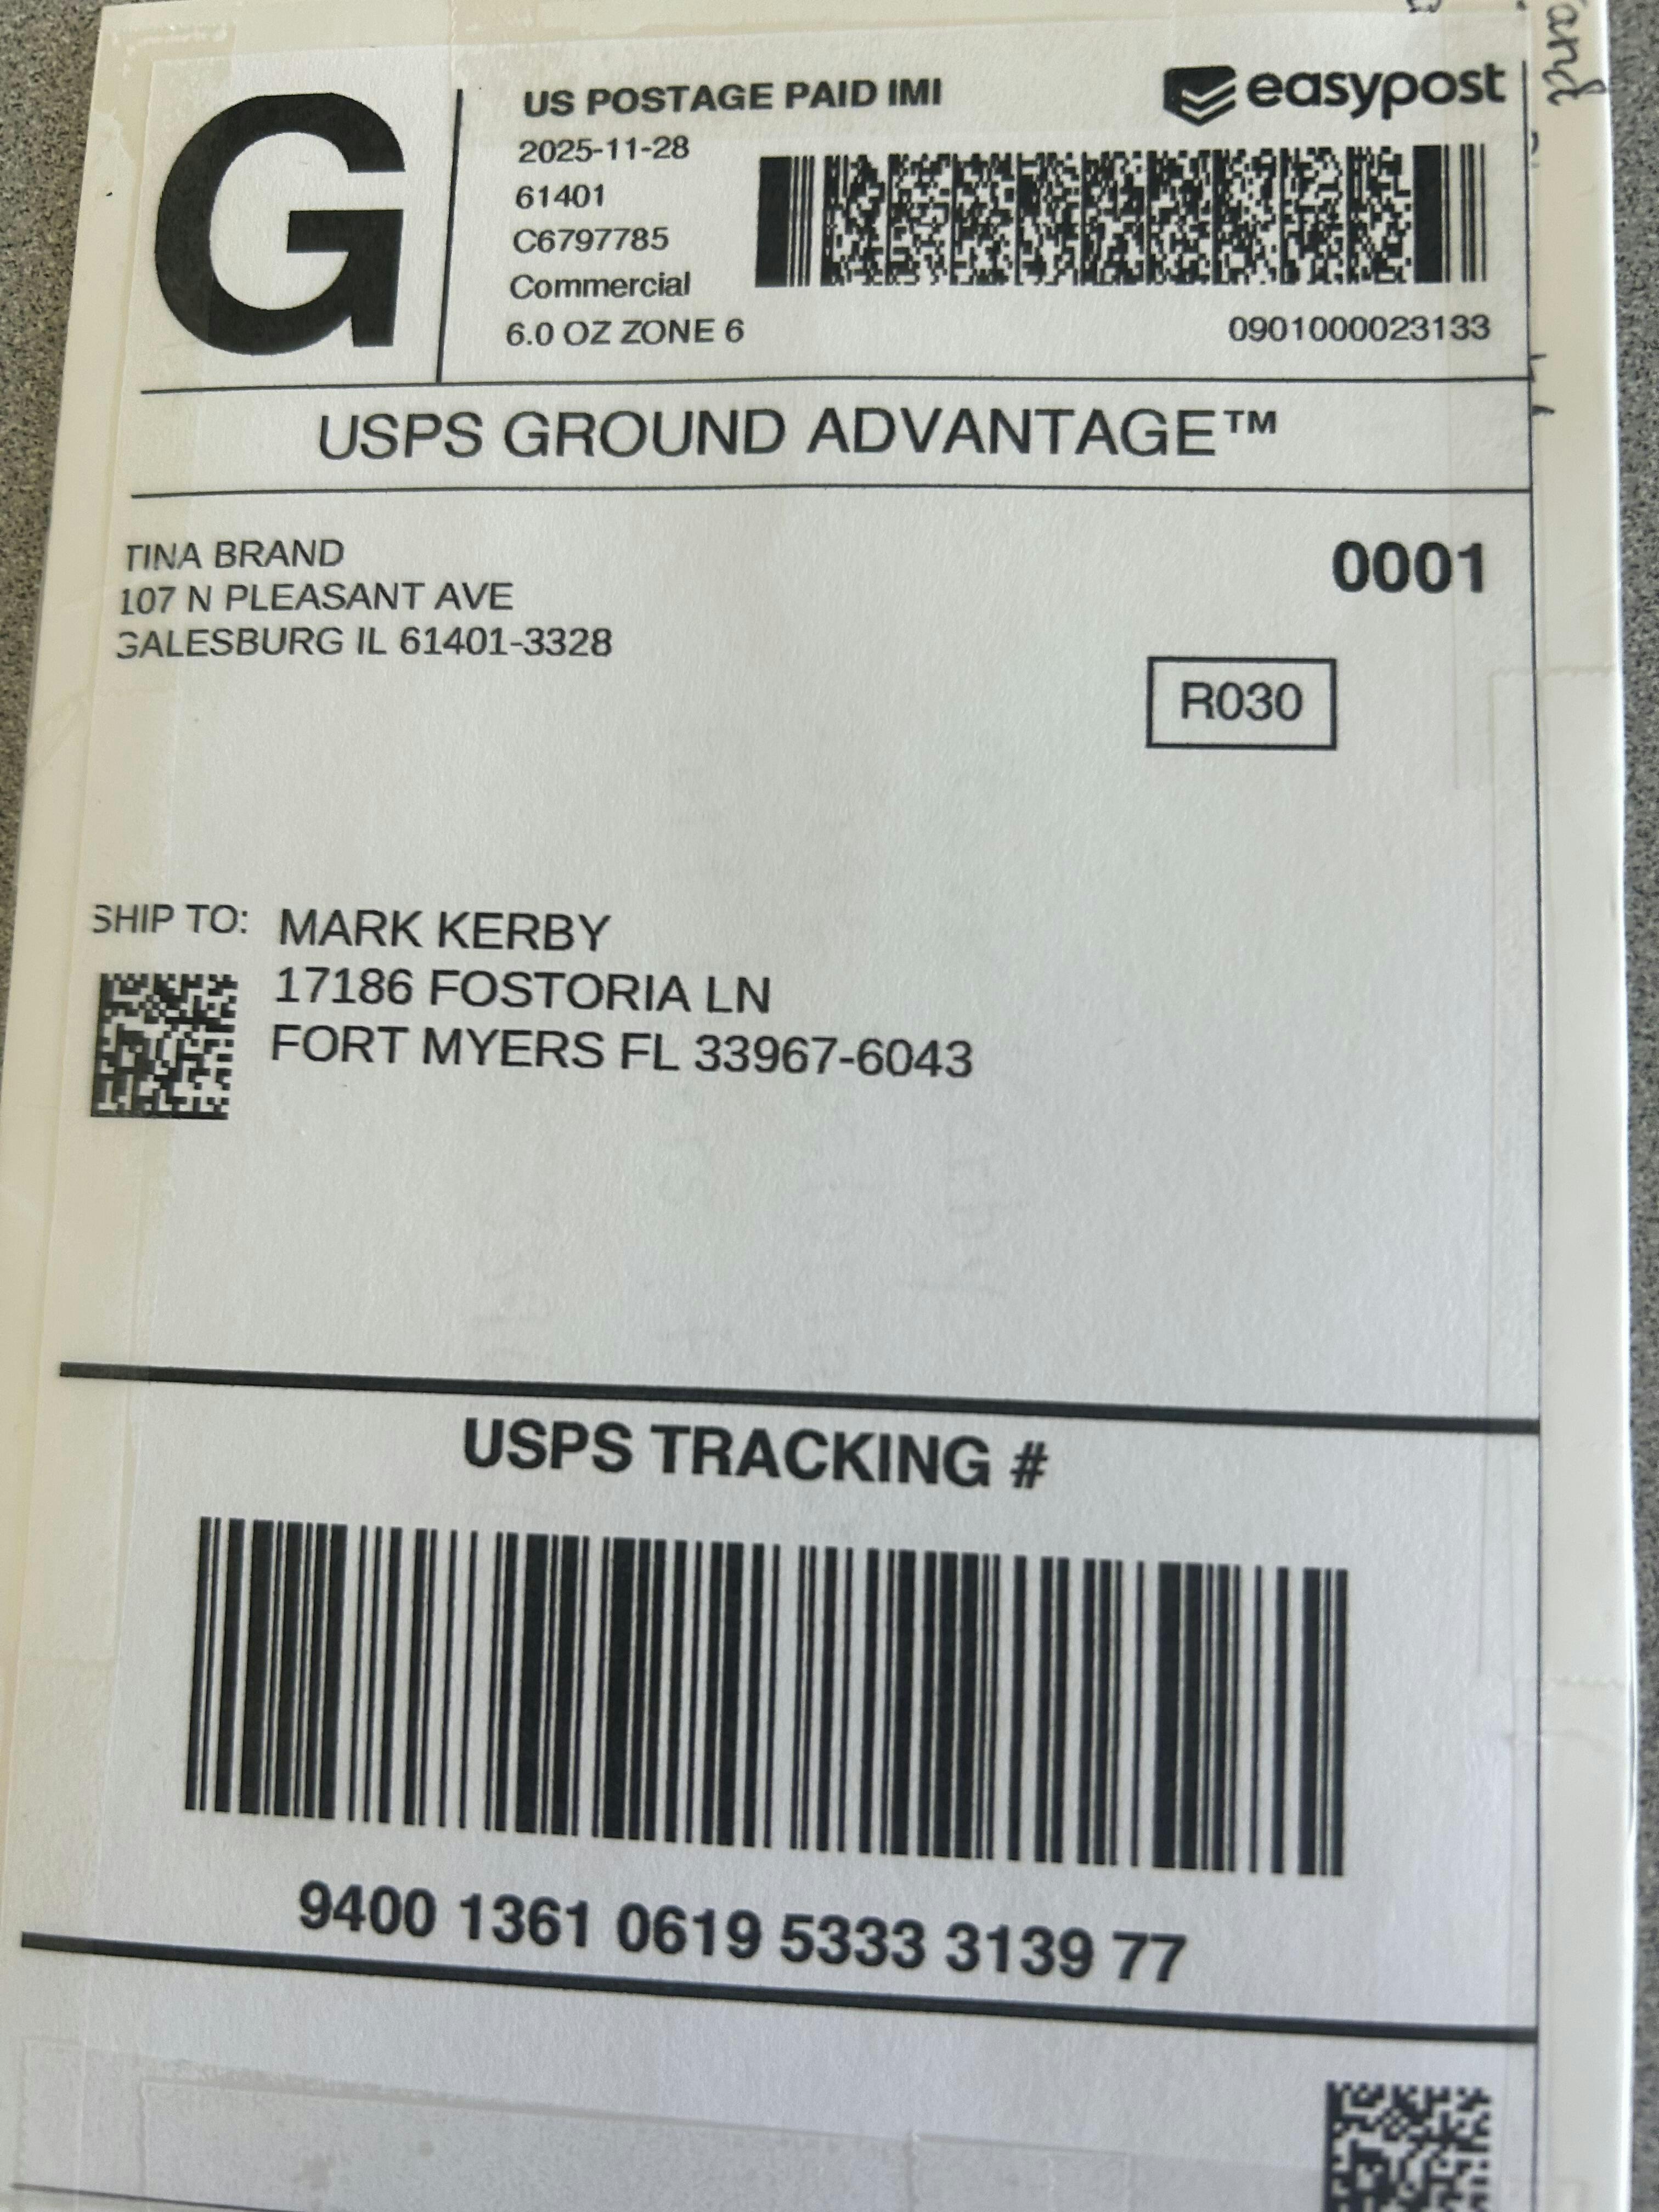 G
US POSTAGE PAID IMI
easypost
2025-11-28
61401
C6797785
Commercial
6.0 OZ ZONE 6
0901000023133
USPS GROUND ADVANTAGE™
TINA BRAND
107 N PLEASANT AVE
GALESBURG IL 61401-3328
0001
R030
SHIP TO:
MARK KERBY
17186 FOSTORIA LN
FORT MYERS FL 33967-6043
USPS TRACKING #
9400 1361 0619 5333 3139 77